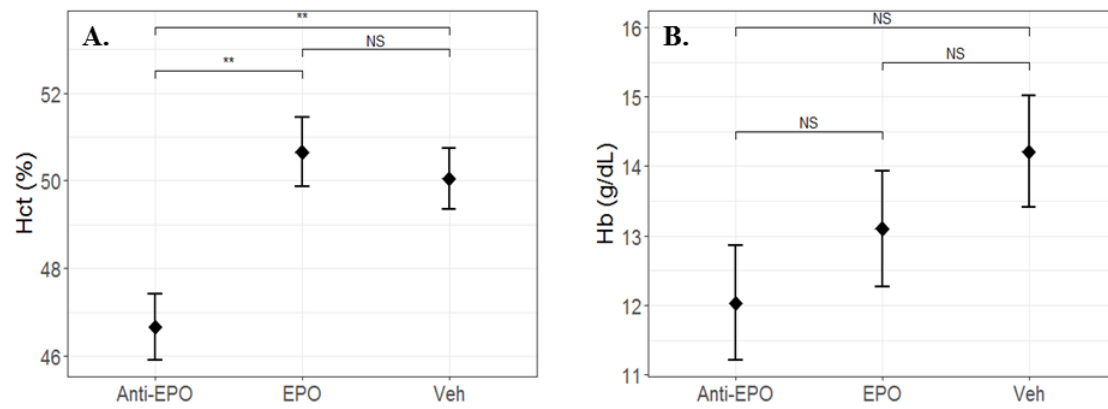 A.
**
NS
**
52
50
48
46
Hct (%)
Anti-EPO EPO Veh
B.
NS
NS
NS
16
15
14
13
12
11
Hb (g/dL)
Anti-EPO EPO Veh